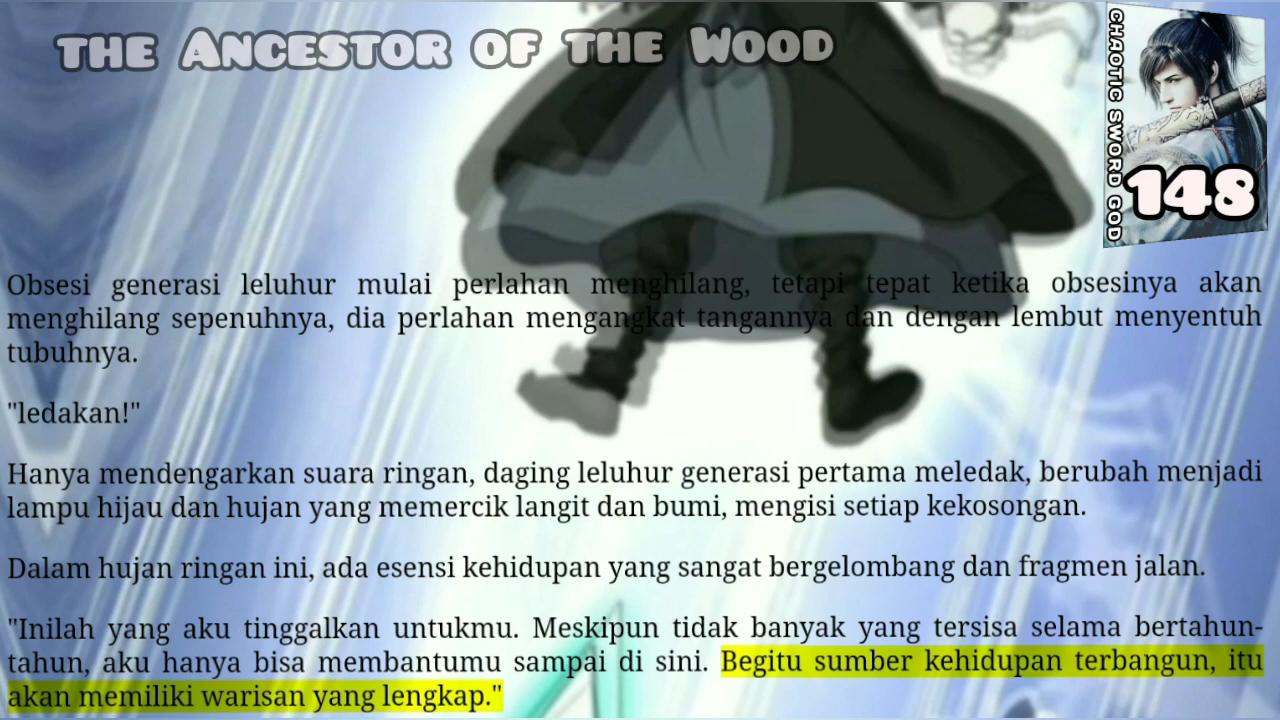 THE ANCESTOR OF THE WOOD
CHAOTIC SWORD GOD
148
Obsesi generasi leluhur mulai perlahan menghilang, tetapi tepat ketika obsesinya akan
menghilang sepenuhnya, dia perlahan mengangkat tangannya dan dengan lembut menyentuh
tubuhnya.
"ledakan!"
Hanya mendengarkan suara ringan, daging leluhur generasi pertama meledak, berubah menjadi
lampu hijau dan hujan yang memercik langit dan bumi, mengisi setiap kekosongan.
Dalam hujan ringan ini, ada esensi kehidupan yang sangat bergelombang dan fragmen jalan.
"Inilah yang aku tinggalkan untukmu. Meskipun tidak banyak yang tersisa selama bertahun-
tahun, aku hanya bisa membantumu sampai di sini. Begitu sumber kehidupan terbangun, itu
akan memiliki warisan yang lengkap."